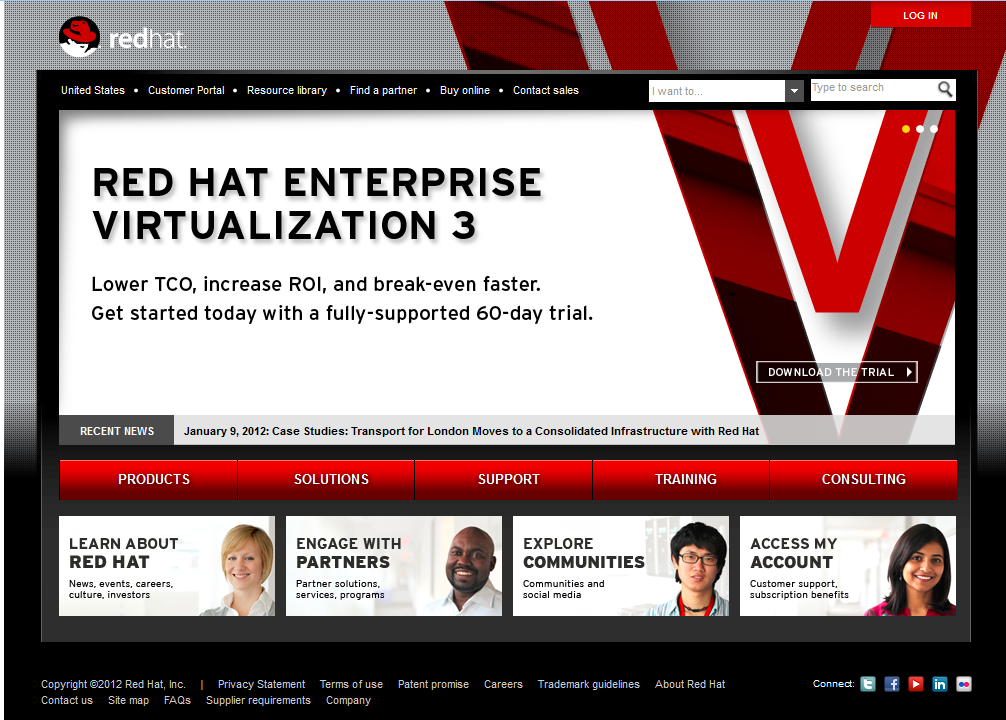 redhat.
LOG IN
United States • Customer Portal • Resource library • Find a partner • Buy online • Contact sales
I want to...
Type to search
RED HAT ENTERPRISE
VIRTUALIZATION 3
Lower TCO, increase ROI, and break-even faster.
Get started today with a fully-supported 60-day trial.
DOWNLOAD THE TRIAL
RECENT NEWS
January 9, 2012: Case Studies: Transport for London Moves to a Consolidated Infrastructure with Red Hat
PRODUCTS
SOLUTIONS
SUPPORT
TRAINING
CONSULTING
LEARN ABOUT
RED HAT
News, events, careers,
culture, investors
ENGAGE WITH
PARTNERS
Partner solutions,
services, programs
EXPLORE
COMMUNITIES
Communities and
social media
ACCESS MY
ACCOUNT
Customer support,
subscription benefits
Copyright ©2012 Red Hat, Inc. | Privacy Statement Terms of use Patent promise Careers Trademark guidelines About Red Hat
Contact us Site map FAQs Supplier requirements Company
Connect: